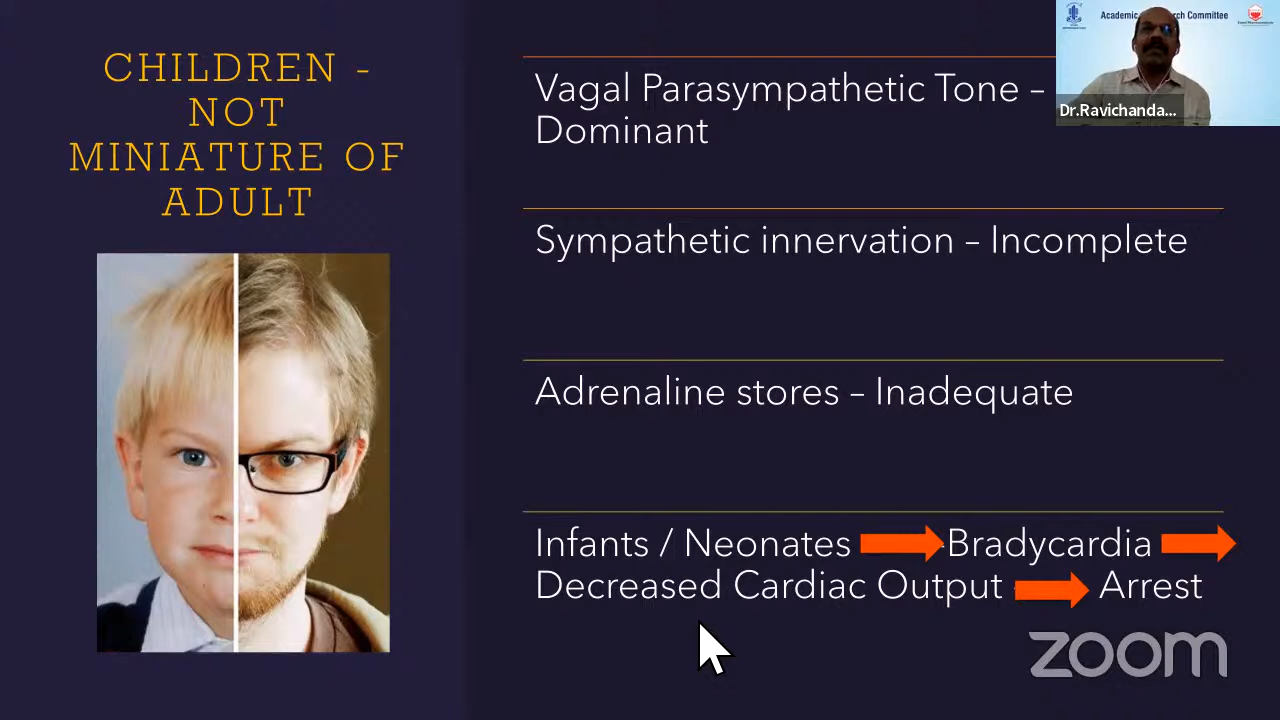 CHILDREN -
NOT
MINIATURE OF
ADULT
Vagal Parasympathetic Tone –
Dominant
Sympathetic innervation – Incomplete
Adrenaline stores – Inadequate
Infants / Neonates Bradycardia
Decreased Cardiac Output Arrest
Academic rch Committee
Dr.Ravichanda...
zoom